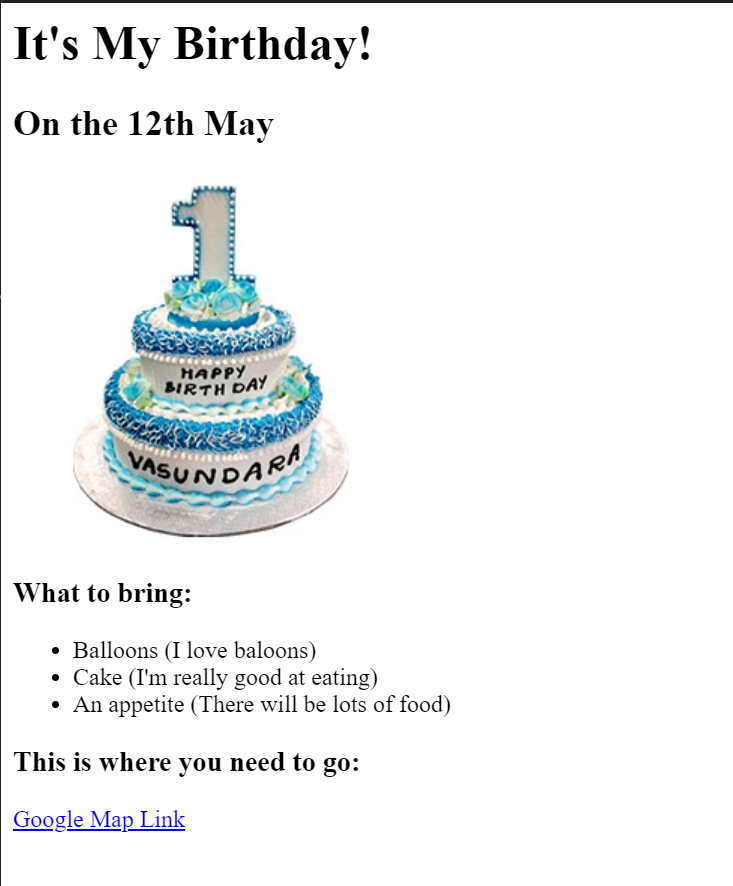 It's My Birthday!
On the 12th May
1
HAPPY
BIRTH DAY
VASUNDARA
What to bring:
Balloons (I love baloons)
Cake (I'm really good at eating)
An appetite (There will be lots of food)
This is where you need to go:
Google Map Link